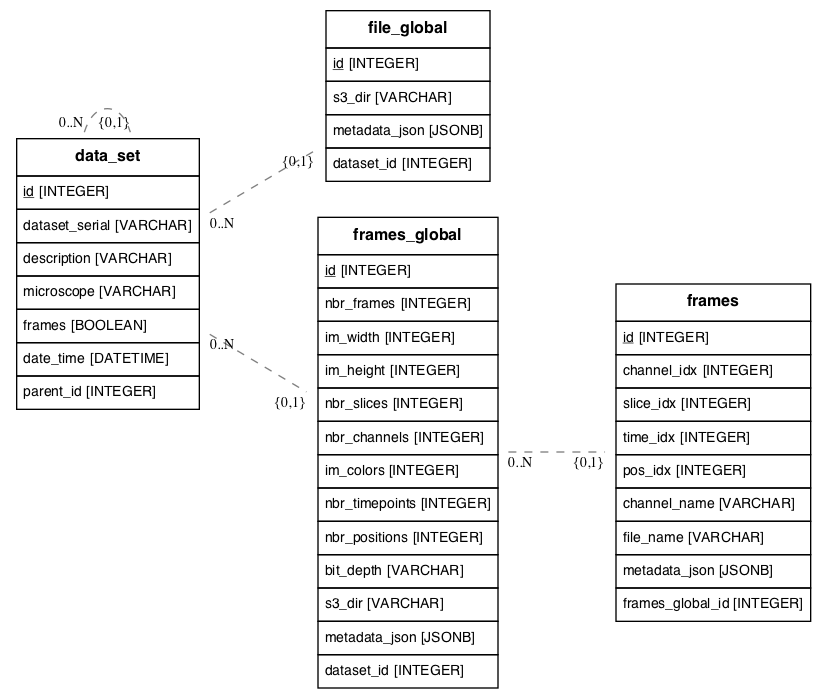 file_global
id [INTEGER]
s3_dir [VARCHAR]
metadata_json [JSONB]
dataset_id [INTEGER]
0..N {0,1}
data_set
id [INTEGER]
dataset_serial [VARCHAR]
description [VARCHAR]
microscope [VARCHAR]
frames [BOOLEAN]
date_time [DATETIME]
parent_id [INTEGER]
{0,1}
0..N
0..N
{0,1}
frames_global
id [INTEGER]
nbr_frames [INTEGER]
im_width [INTEGER]
im_height [INTEGER]
nbr_slices [INTEGER]
nbr_channels [INTEGER]
im_colors [INTEGER]
nbr_timepoints [INTEGER]
nbr_positions [INTEGER]
bit_depth [VARCHAR]
s3_dir [VARCHAR]
metadata_json [JSONB]
dataset_id [INTEGER]
0..N {0,1}
frames
id [INTEGER]
channel_idx [INTEGER]
slice_idx [INTEGER]
time_idx [INTEGER]
pos_idx [INTEGER]
channel_name [VARCHAR]
file_name [VARCHAR]
metadata_json [JSONB]
frames_global_id [INTEGER]